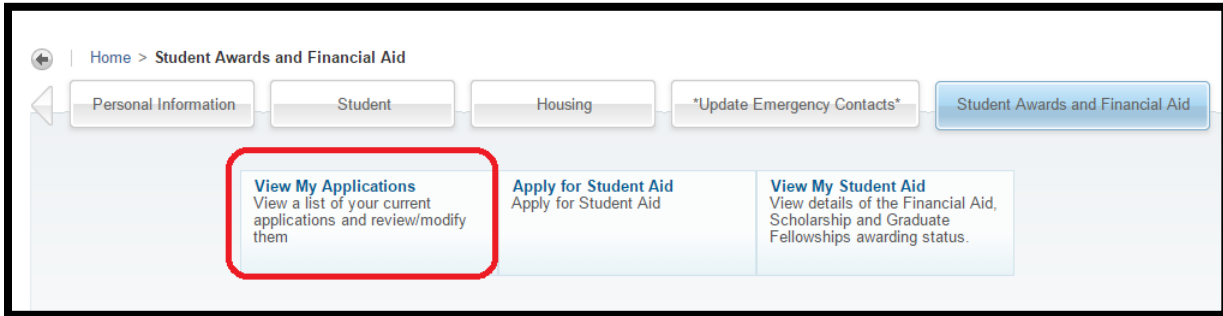 Home > Student Awards and Financial Aid
Personal Information
Student
Housing
*Update Emergency Contacts*
Student Awards and Financial Aid
View My Applications
View a list of your current
applications and review/modify
them
Apply for Student Aid
Apply for Student Aid
View My Student Aid
View details of the Financial Aid,
Scholarship and Graduate
Fellowships awarding status.